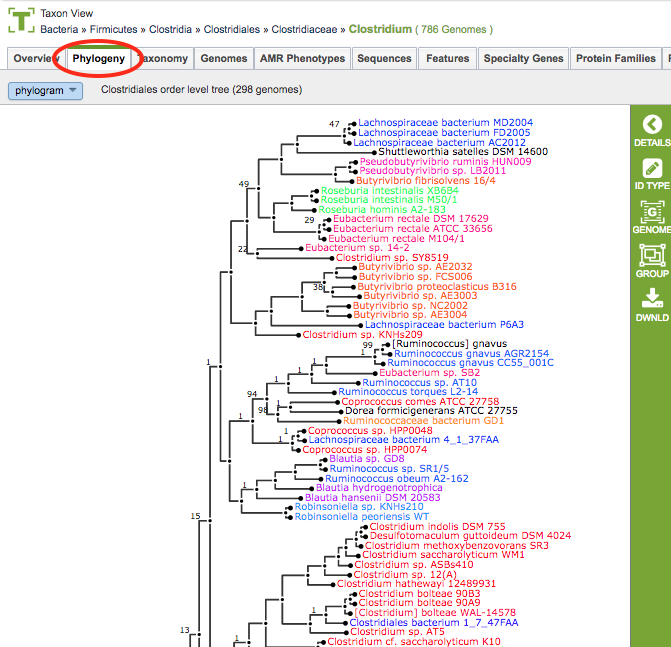 Taxon View
Bacteria » Firmicutes » Clostridia » Clostridiales » Clostridiaceae » Clostridium ( 786 Genomes )
Overview Phylogeny Taxonomy Genomes AMR Phenotypes Sequences Features Specialty Genes Protein Families
phylogram Clostridiales order level tree (298 genomes)
DETAILS
ID TYPE
GENOME
GROUP
DWNLD
47
Lachnospiraceae bacterium MD2004
Lachnospiraceae bacterium FD2005
Lachnospiraceae bacterium AC2012
Shuttleworthia satelles DSM 14600
Pseudobutyrivibrio ruminis HUN009
Pseudobutyrivibrio sp. LB2011
Butyrivibrio fibrisolvens 16/4
49
Roseburia intestinalis XB6B4
Roseburia intestinalis M50/1
Roseburia hominis A2-183
29
Eubacterium rectale DSM 17629
Eubacterium rectale ATCC 33656
Eubacterium rectale M104/1
22
Eubacterium sp. 14-2
Clostridium sp. SY8519
Butyrivibrio sp. AE2032
Butyrivibrio sp. FCS006
38
Butyrivibrio proteoclasticus B316
Butyrivibrio sp. AE3003
Butyrivibrio sp. NC2002
Butyrivibrio sp. AE3004
Lachnospiraceae bacterium P6A3
Clostridium sp. KNHs209
99
[Ruminococcus] gnavus
1
Ruminococcus gnavus AGR2154
1
Ruminococcus gnavus CC55_001C
1
Eubacterium sp. SB2
1
Ruminococcus sp. AT10
94
Ruminococcus torques L2-14
1
Coprococcus comes ATCC 27758
98
Dorea formicigenerans ATCC 27755
1
Ruminococcaceae bacterium GD1
1
Coprococcus sp. HPP0048
1
Lachnospiraceae bacterium 4_1_37FAA
Coprococcus sp. HPP0074
Blautia sp. GD8
Ruminococcus sp. SR1/5
Ruminococcus obeum A2-162
1
Blautia hydrogenotrophica
Blautia hansenii DSM 20583
Robinsoniella sp. KNHs210
Robinsoniella peoriensis WT
15
Clostridium indolis DSM 755
Desulfotomaculum guttoideum DSM 4024
Clostridium methoxybenzovorans SR3
Clostridium saccharolyticum WM1
Clostridium sp. ASBs410
Clostridium sp. 12(A)
Clostridium hathewayi 12489931
Clostridium bolteae 90B3
Clostridium bolteae 90A9
1
[Clostridium] bolteae WAL-14578
Clostridiales bacterium 1_7_47FAA
13
Clostridium sp. AT5
1
Clostridium cf. saccharolyticum K10